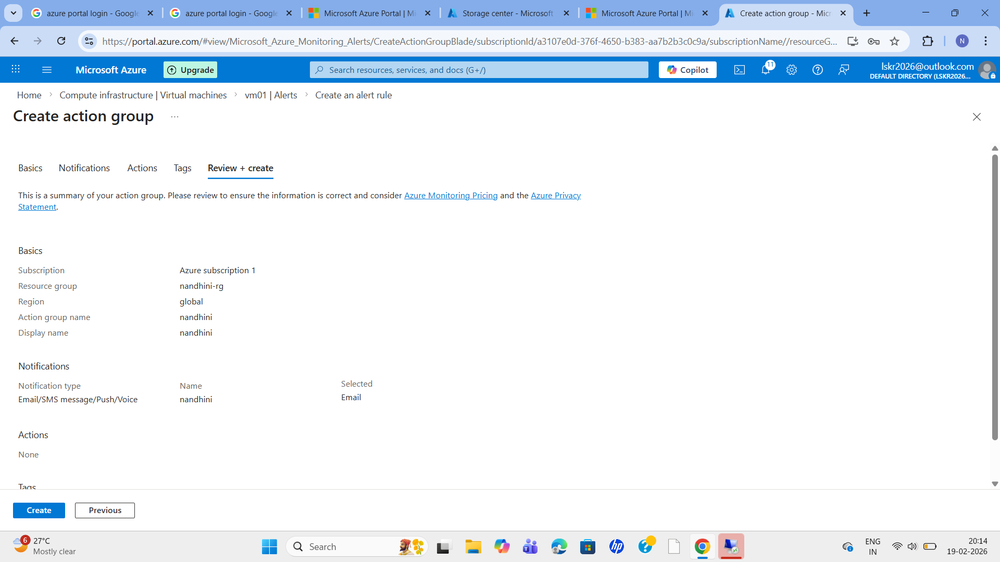 azure portal login - Google
azure portal login - Google
Microsoft Azure Portal | Mi
Storage center - Microsoft
Microsoft Azure Portal | Mi
Create action group - Micr
https://portal.azure.com/#view/Microsoft_Azure_Monitoring_Alerts/CreateActionGroupBlade/subscriptionId/a3107e0d-376f-4650-b383-aa7b2b3c0c9a/subscriptionName//resourceG...
N
Microsoft Azure
Upgrade
Search resources, services, and docs (G+/)
Copilot
11
lskr2026@outlook.com
DEFAULT DIRECTORY (LSKR2026...
Home > Compute infrastructure | Virtual machines > vm01 | Alerts > Create an alert rule
Create action group ...
Basics Notifications Actions Tags Review + create
This is a summary of your action group. Please review to ensure the information is correct and consider Azure Monitoring Pricing and the Azure Privacy
Statement.
Basics
Subscription Azure subscription 1
Resource group nandhini-rg
Region global
Action group name nandhini
Display name nandhini
Notifications
Notification type Name Selected
Email/SMS message/Push/Voice nandhini Email
Actions
None
Tags
Create Previous
6
27°C
Mostly clear
Search
ENG
IN
20:14
19-02-2026